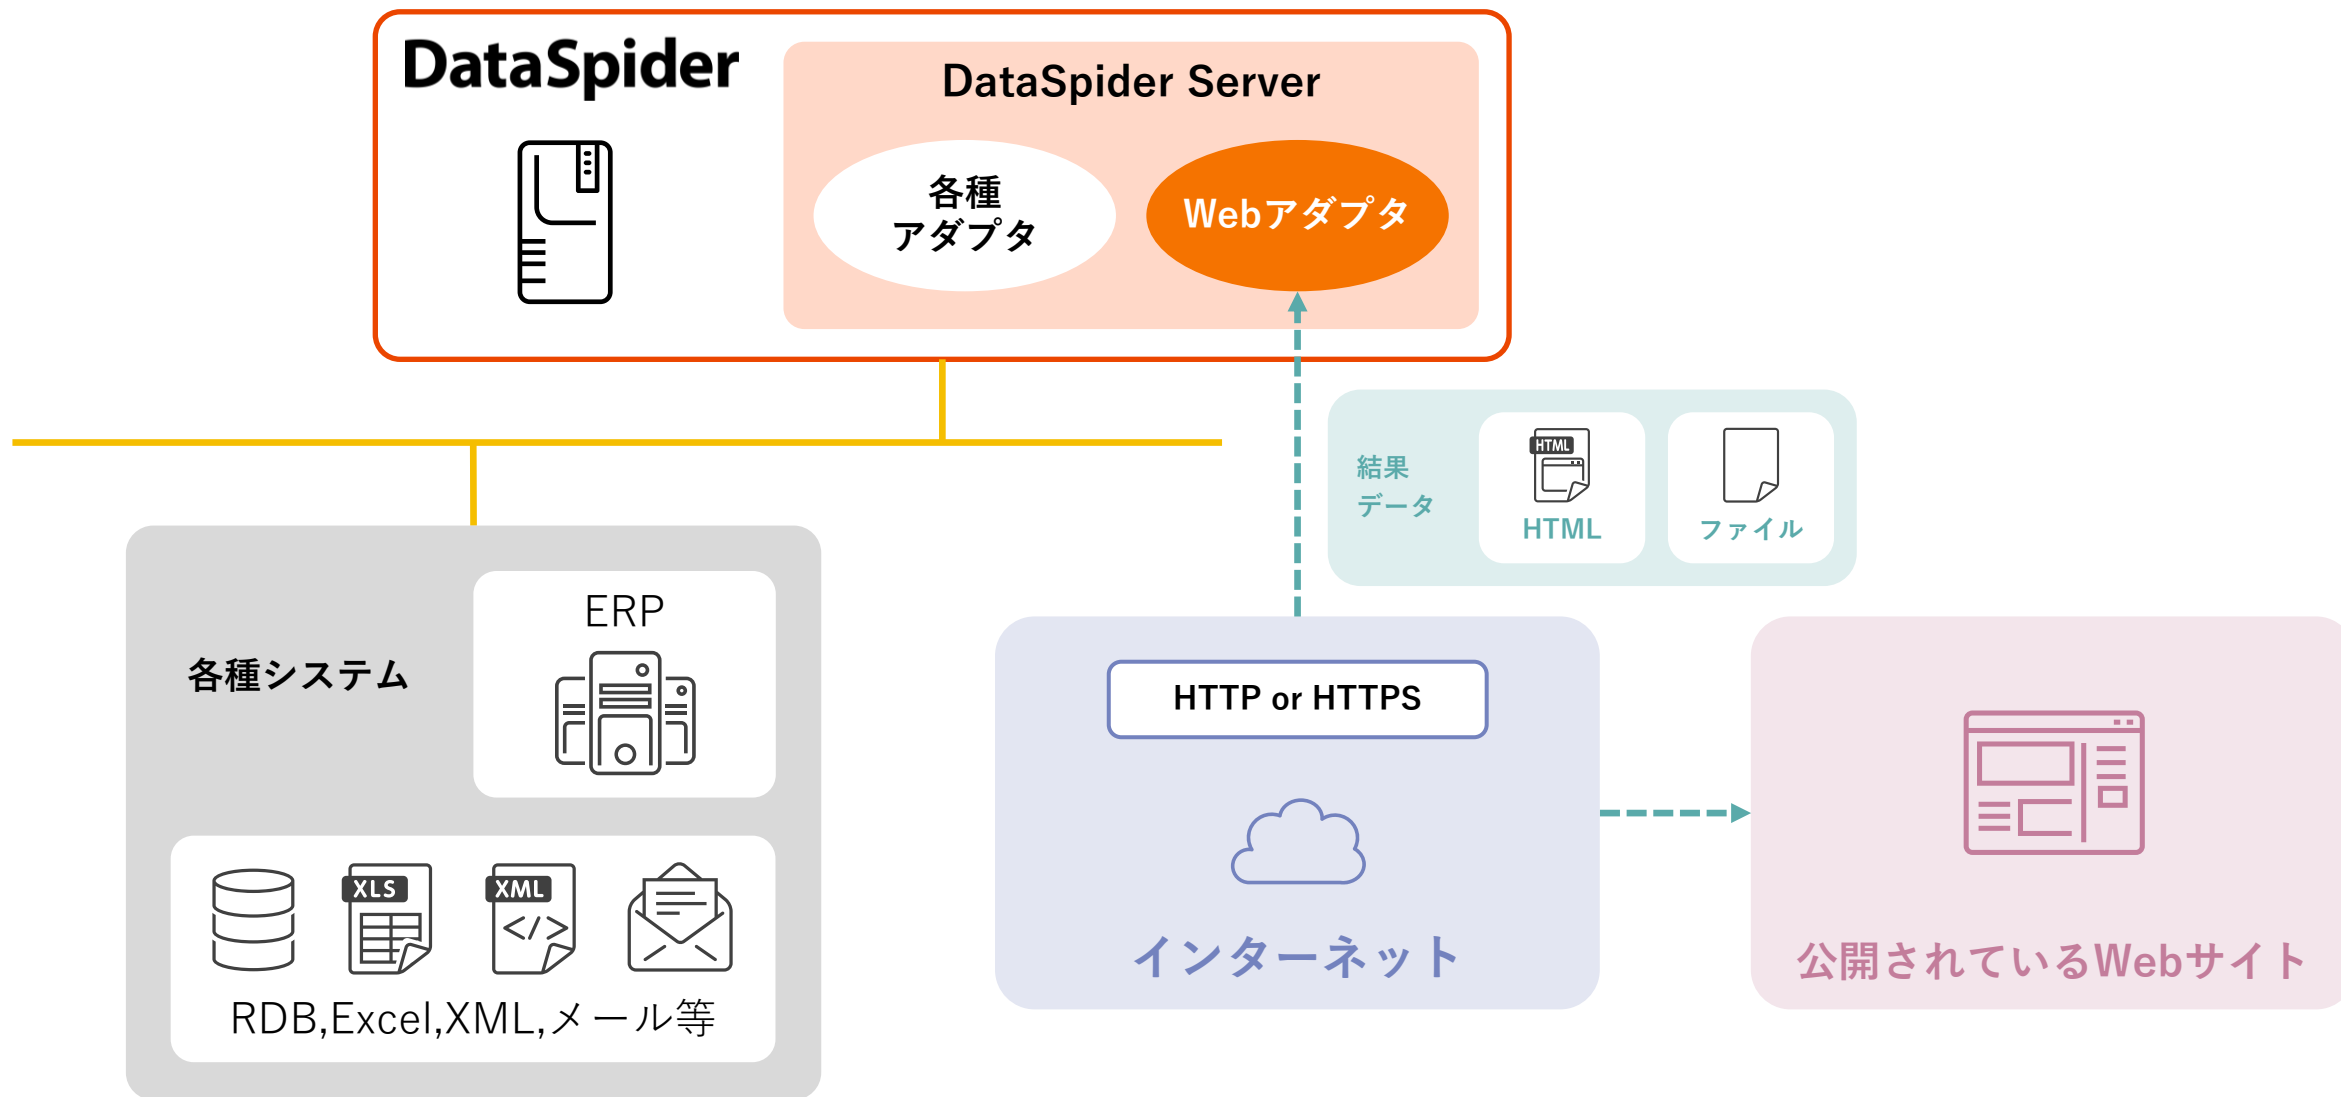 DataSpider
DataSpider Server
各種
アダプタ
Webアダプタ
結果
データ
HTML
HTML
ファイル
各種システム
ERP
XLS
XML
RDB,Excel,XML,メール等
HTTP or HTTPS
インターネット
公開されているWebサイト